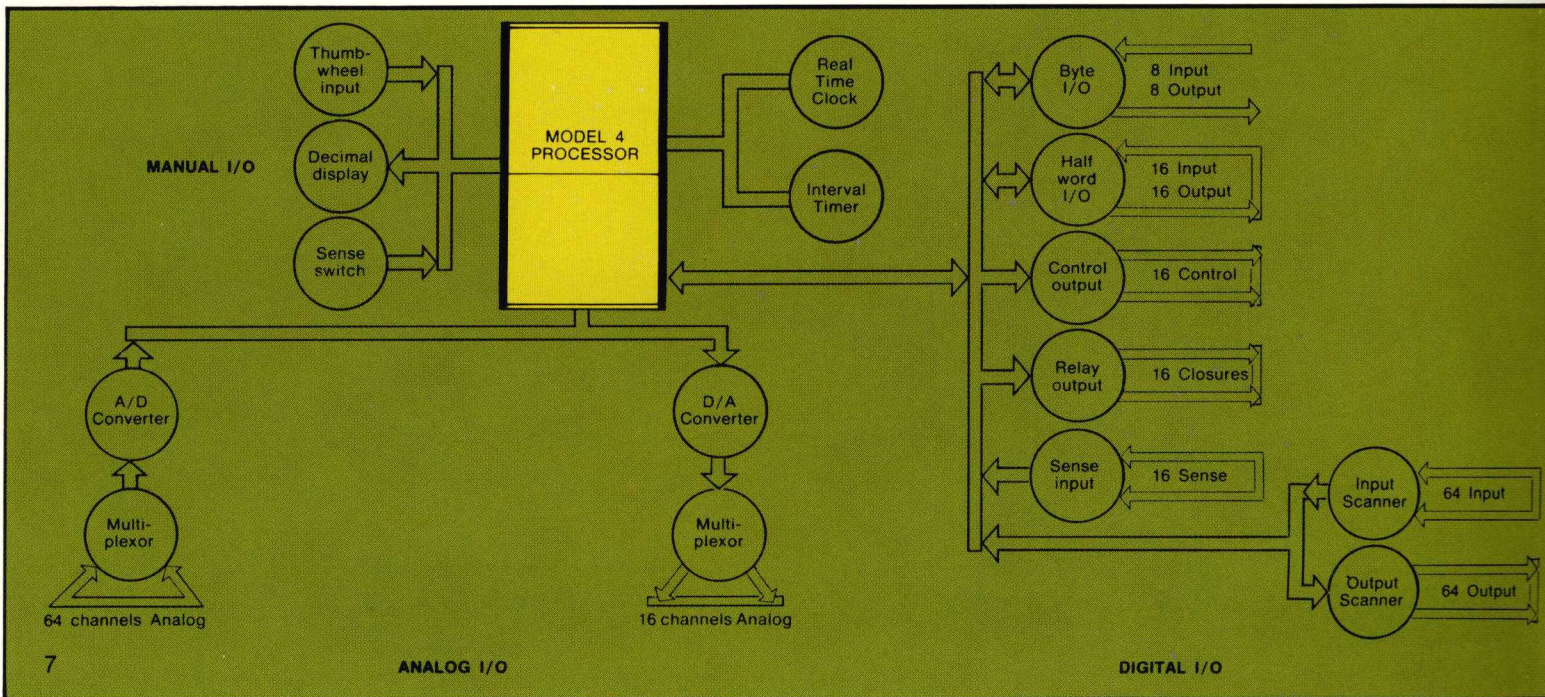 Thumb-
wheel
input
MANUAL I/O
Decimal
display
Sense
switch
MODEL 4
PROCESSOR
Real
Time
Clock
Interval
Timer
Byte
I/O
8 Input
8 Output
Half
word
I/O
16 Input
16 Output
Control
output
16 Control
Relay
output
16 Closures
Sense
input
16 Sense
Input
Scanner
64 Input
Output
Scanner
64 Output
A/D
Converter
Multi-
plexor
64 channels Analog
D/A
Converter
Multi-
plexor
16 channels Analog
7
ANALOG I/O
DIGITAL I/O